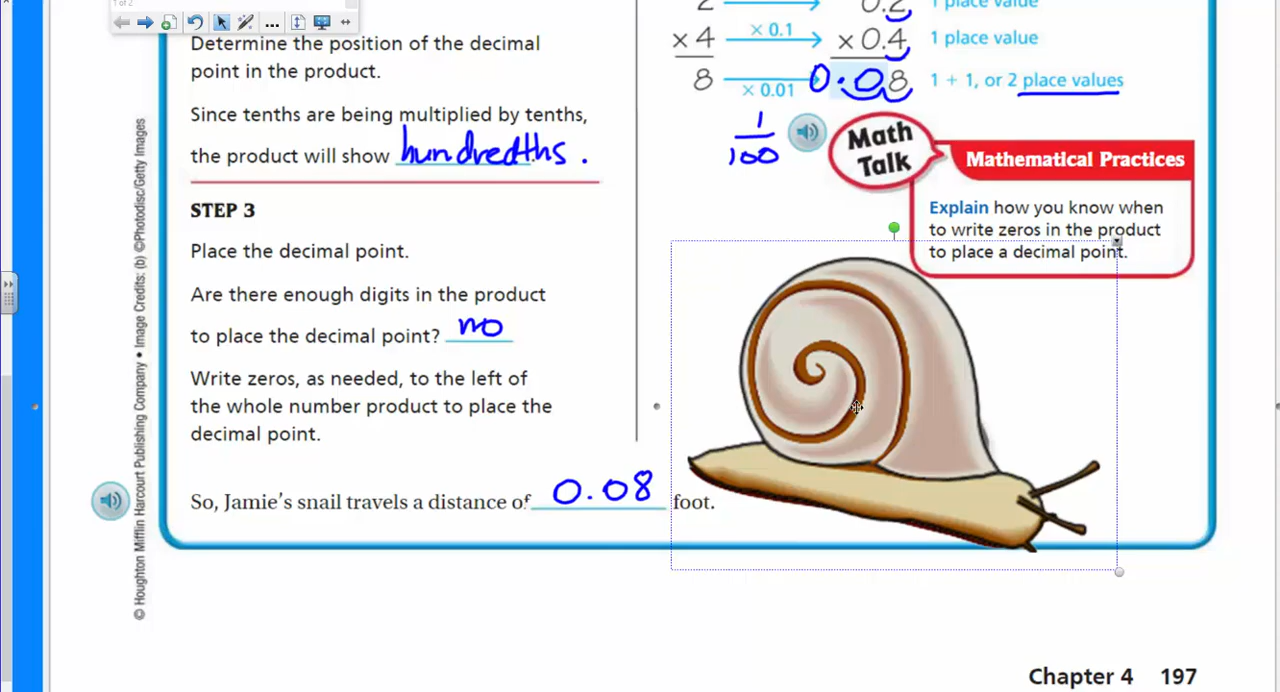 1 of 2
Determine the position of the decimal
point in the product.
Since tenths are being multiplied by tenths,
the product will show hundredths.
STEP 3
Place the decimal point.
Are there enough digits in the product
to place the decimal point? no
Write zeros, as needed, to the left of
the whole number product to place the
decimal point.
So, Jamie's snail travels a distance of 0.08 foot.
2 0.2 1 place value
× 4 × 0.1 × 0.4 1 place value
8 × 0.01 0.08 1 + 1, or 2 place values
1
100
Math
Talk
Mathematical Practices
Explain how you know when
to write zeros in the product
to place a decimal point.
© Houghton Mifflin Harcourt Publishing Company • Image Credits: (b) ©Photodisc/Getty Images
Chapter 4 197